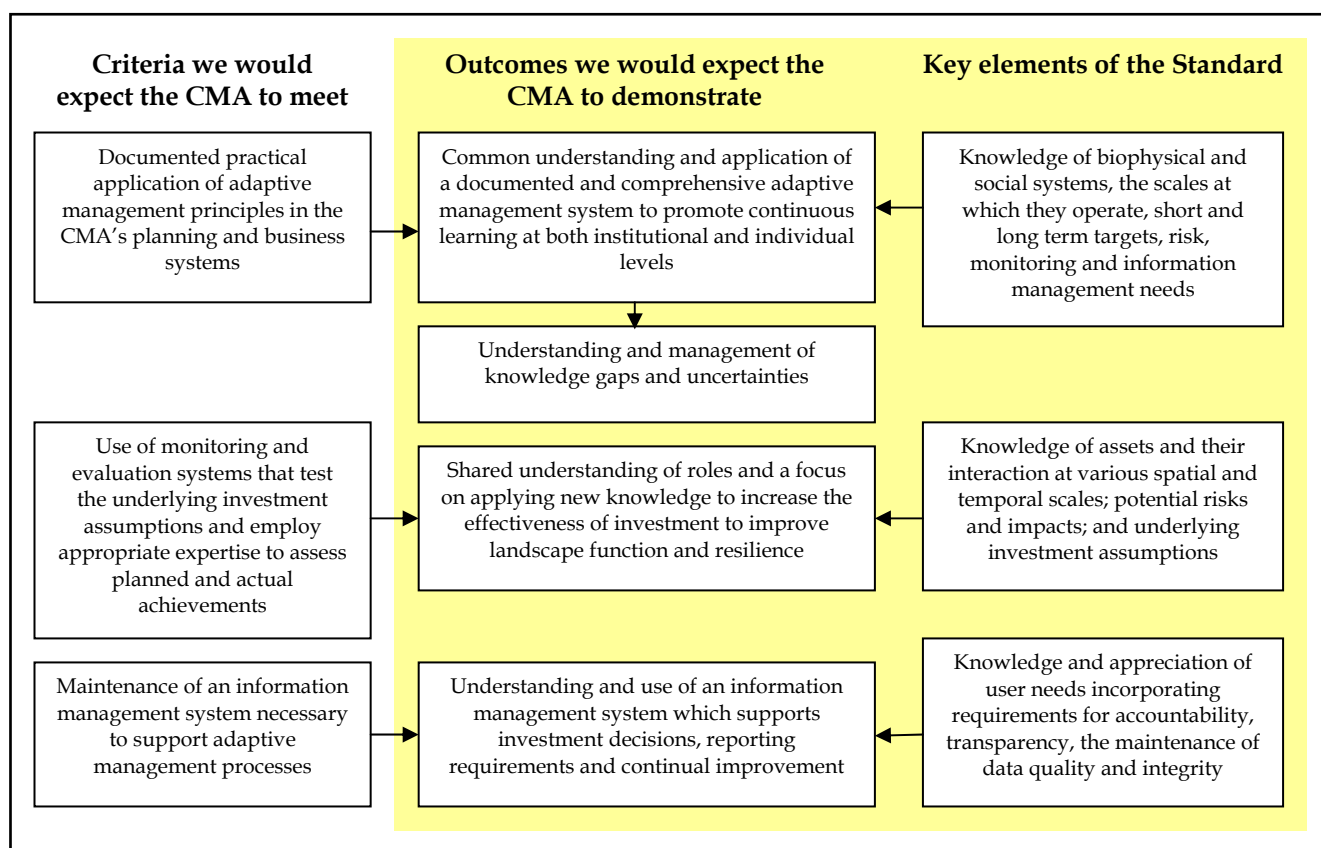 Criteria we would
expect the CMA to meet
Outcomes we would expect the
CMA to demonstrate
Key elements of the Standard
Documented practical
application of adaptive
management principles in the
CMA's planning and business
systems
Common understanding and application of
a documented and comprehensive adaptive
management system to promote continuous
learning at both institutional and individual
levels
Knowledge of biophysical and
social systems, the scales at
which they operate, short and
long term targets, risk,
monitoring and information
management needs
Understanding and management of
knowledge gaps and uncertainties
Use of monitoring and
evaluation systems that test
the underlying investment
assumptions and employ
appropriate expertise to assess
planned and actual
achievements
Shared understanding of roles and a focus
on applying new knowledge to increase the
effectiveness of investment to improve
landscape function and resilience
Knowledge of assets and their
interaction at various spatial and
temporal scales; potential risks
and impacts; and underlying
investment assumptions
Maintenance of an information
management system necessary
to support adaptive
management processes
Understanding and use of an information
management system which supports
investment decisions, reporting
requirements and continual improvement
Knowledge and appreciation of
user needs incorporating
requirements for accountability,
transparency, the maintenance of
data quality and integrity